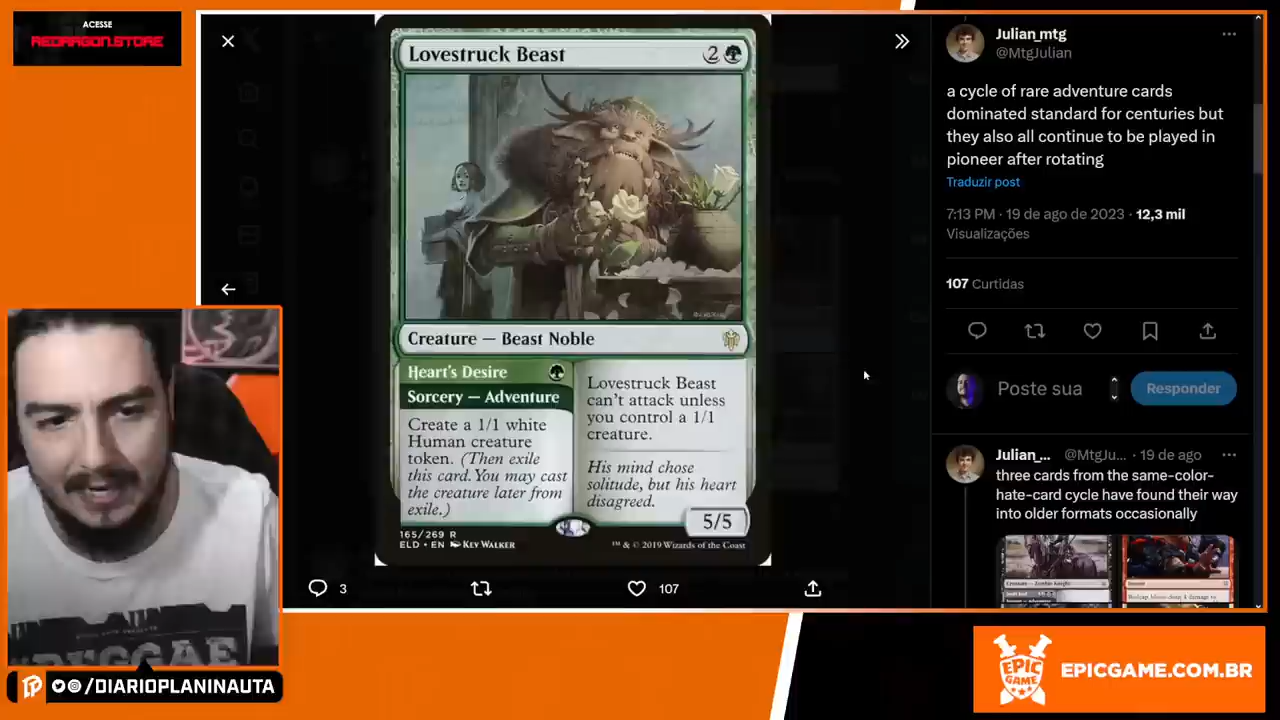 ACESSE
REDRAGON.STORE
Lovestruck Beast
2
Creature — Beast Noble
Heart's Desire
Sorcery — Adventure
Create a 1/1 white
Human creature
token. (Then exile
this card. You may cast
the creature later from
exile.)
Lovestruck Beast
can't attack unless
you control a 1/1
creature.
His mind chose
solitude, but his heart
disagreed.
5/5
165/269 R
ELD • EN KEV WALKER
™ & © 2019 Wizards of the Coast
3
107
Julian_mtg
@MtgJulian
a cycle of rare adventure cards
dominated standard for centuries but
they also all continue to be played in
pioneer after rotating
Traduzir post
7:13 PM · 19 de ago de 2023 · 12,3 mil
Visualizações
107 Curtidas
Poste sua
Responder
Julian_... @MtgJu... · 19 de ago
three cards from the same-color-
hate-card cycle have found their way
into older formats occasionally
REGGAE
/DIARIOPLANINAUTA
EPIC
GAME
EPICGAME.COM.BR